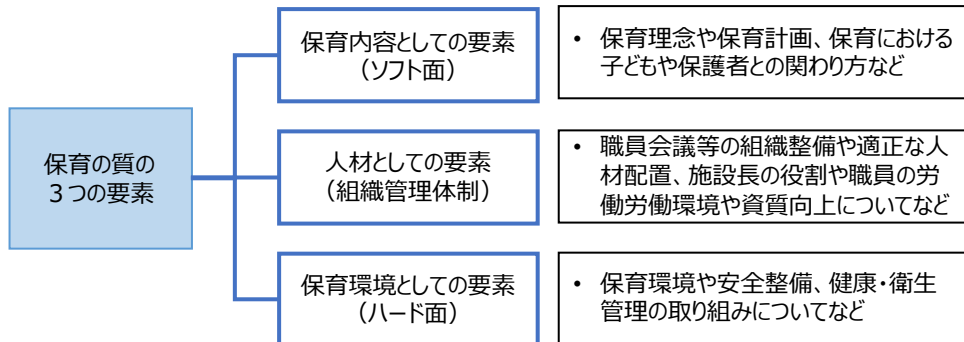 保育の質の
３つの要素
保育内容としての要素
（ソフト面）
• 保育理念や保育計画、保育における
子どもや保護者との関わり方など
人材としての要素
（組織管理体制）
• 職員会議等の組織整備や適正な人
材配置、施設長の役割や職員の労
働労働環境や資質向上についてなど
保育環境としての要素
（ハード面）
• 保育環境や安全整備、健康・衛生
管理の取り組みについてなど